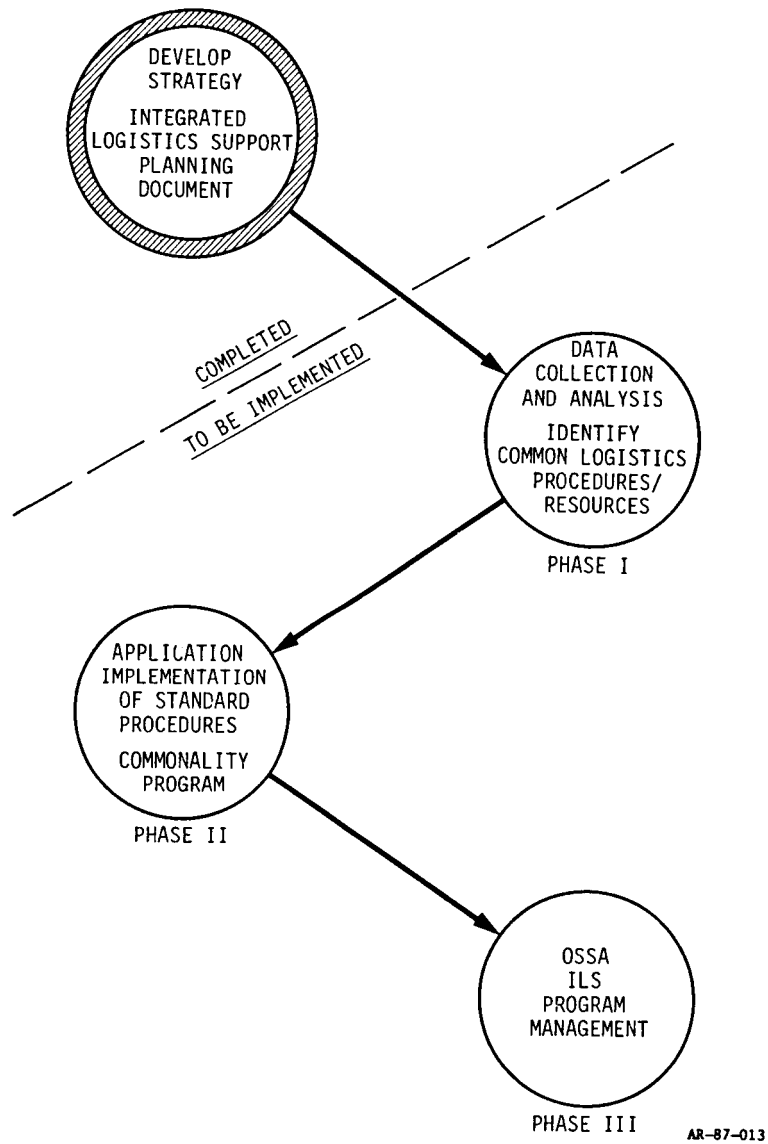 DEVELOP
STRATEGY
INTEGRATED
LOGISTICS SUPPORT
PLANNING
DOCUMENT
COMPLETED
TO BE IMPLEMENTED
DATA
COLLECTION
AND ANALYSIS
IDENTIFY
COMMON LOGISTICS
PROCEDURES/
RESOURCES
PHASE I
APPLICATION
IMPLEMENTATION
OF STANDARD
PROCEDURES
COMMONALITY
PROGRAM
PHASE II
OSSA
ILS
PROGRAM
MANAGEMENT
PHASE III
AR-87-013